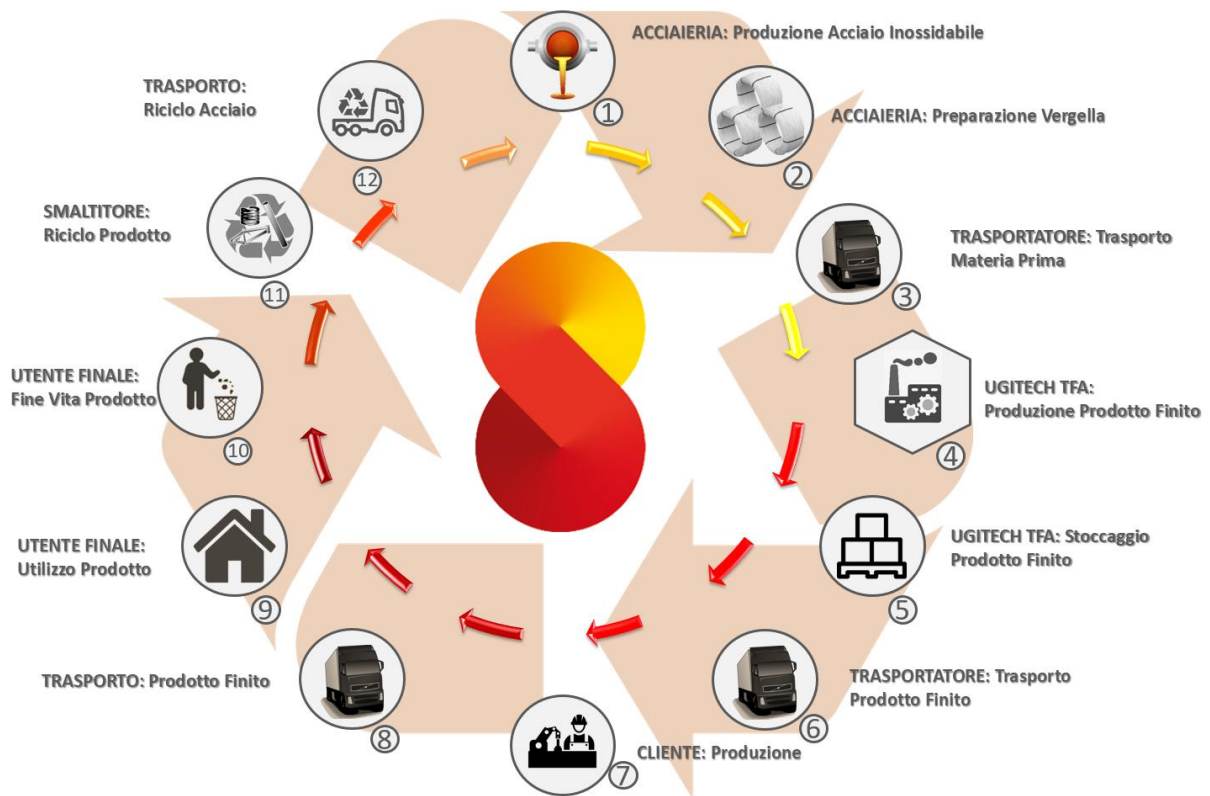 ACCIAIERIA: Produzione Acciaio Inossidabile
1
ACCIAIERIA: Preparazione Vergella
2
TRASPORTATORE: Trasporto
Materia Prima
3
UGITECH TFA:
Produzione Prodotto Finito
4
UGITECH TFA: Stoccaggio
Prodotto Finito
5
TRASPORTATORE: Trasporto
Prodotto Finito
6
CLIENTE: Produzione
7
TRASPORTO: Prodotto Finito
8
UTENTE FINALE:
Utilizzo Prodotto
9
UTENTE FINALE:
Fine Vita Prodotto
10
SMALTITORE:
Riciclo Prodotto
11
TRASPORTO:
Riciclo Acciaio
12